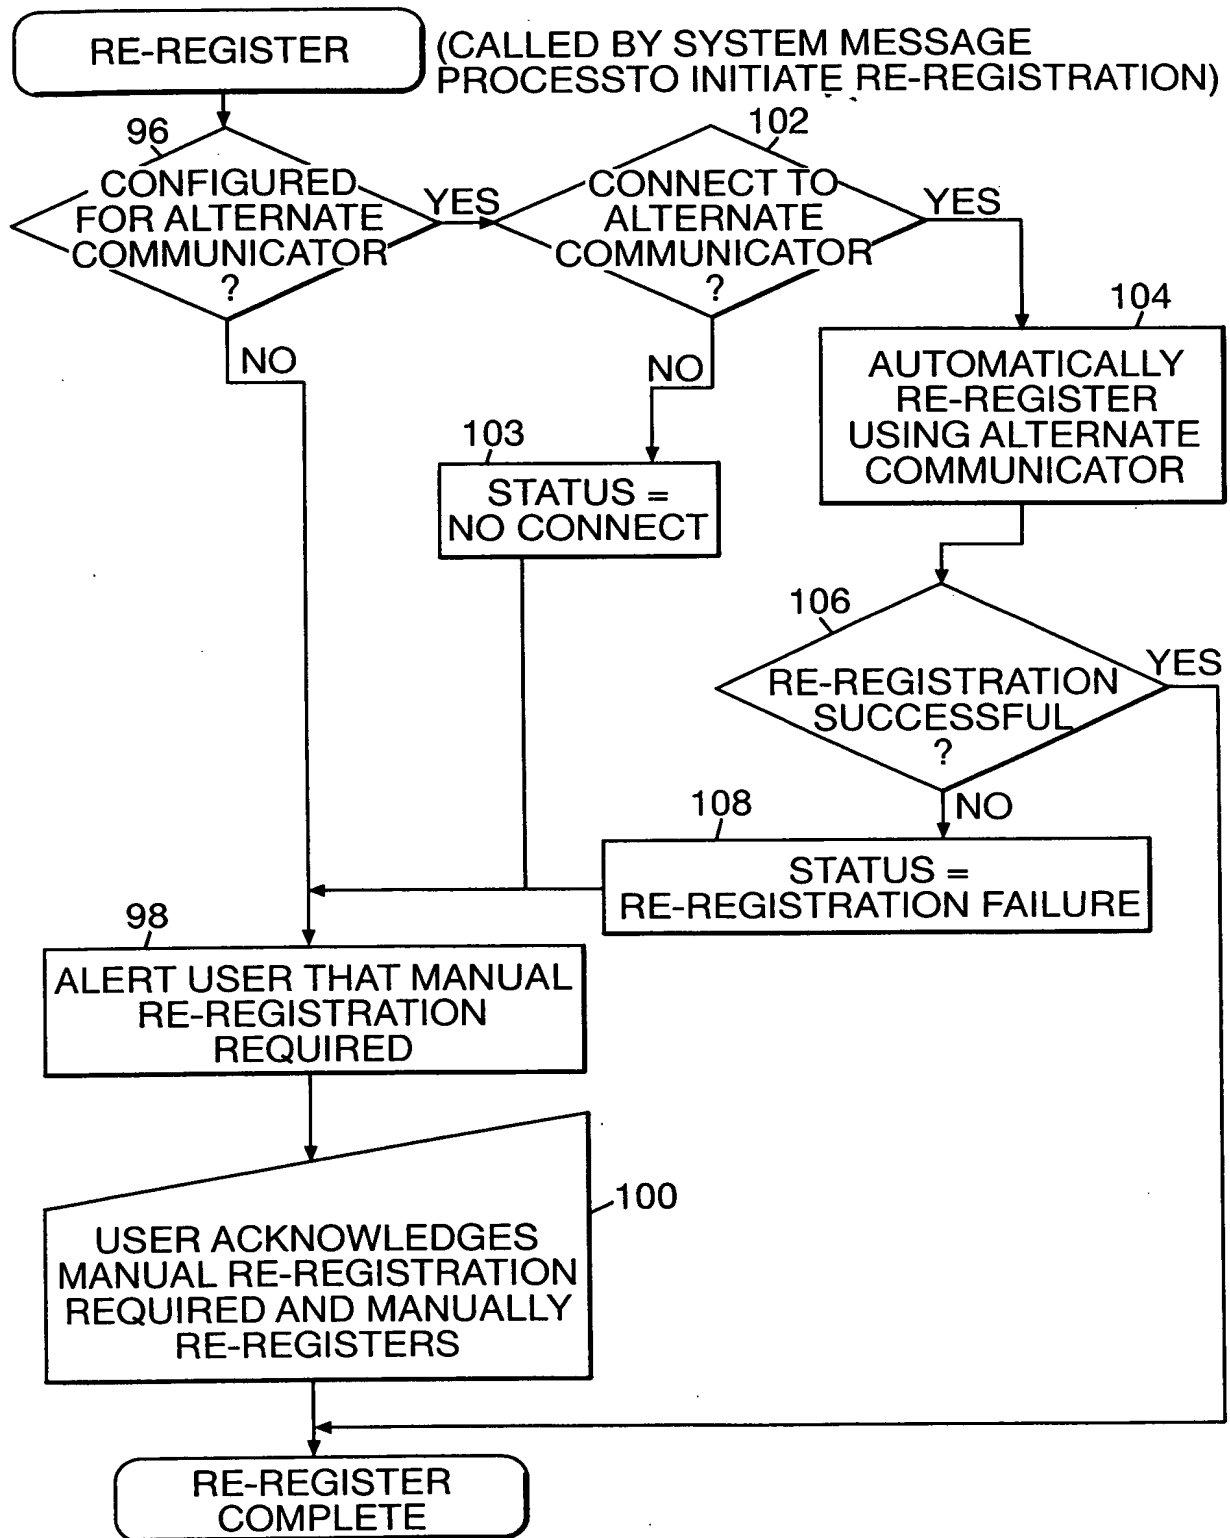 RE-REGISTER
(CALLED BY SYSTEM MESSAGE
PROCESSTO INITIATE RE-REGISTRATION)
96
CONFIGURED
FOR ALTERNATE
COMMUNICATOR
?
YES
NO
102
CONNECT TO
ALTERNATE
COMMUNICATOR
?
YES
NO
104
AUTOMATICALLY
RE-REGISTER
USING ALTERNATE
COMMUNICATOR
103
STATUS =
NO CONNECT
106
RE-REGISTRATION
SUCCESSFUL
?
YES
NO
108
STATUS =
RE-REGISTRATION FAILURE
98
ALERT USER THAT MANUAL
RE-REGISTRATION
REQUIRED
100
USER ACKNOWLEDGES
MANUAL RE-REGISTRATION
REQUIRED AND MANUALLY
RE-REGISTERS
RE-REGISTER
COMPLETE